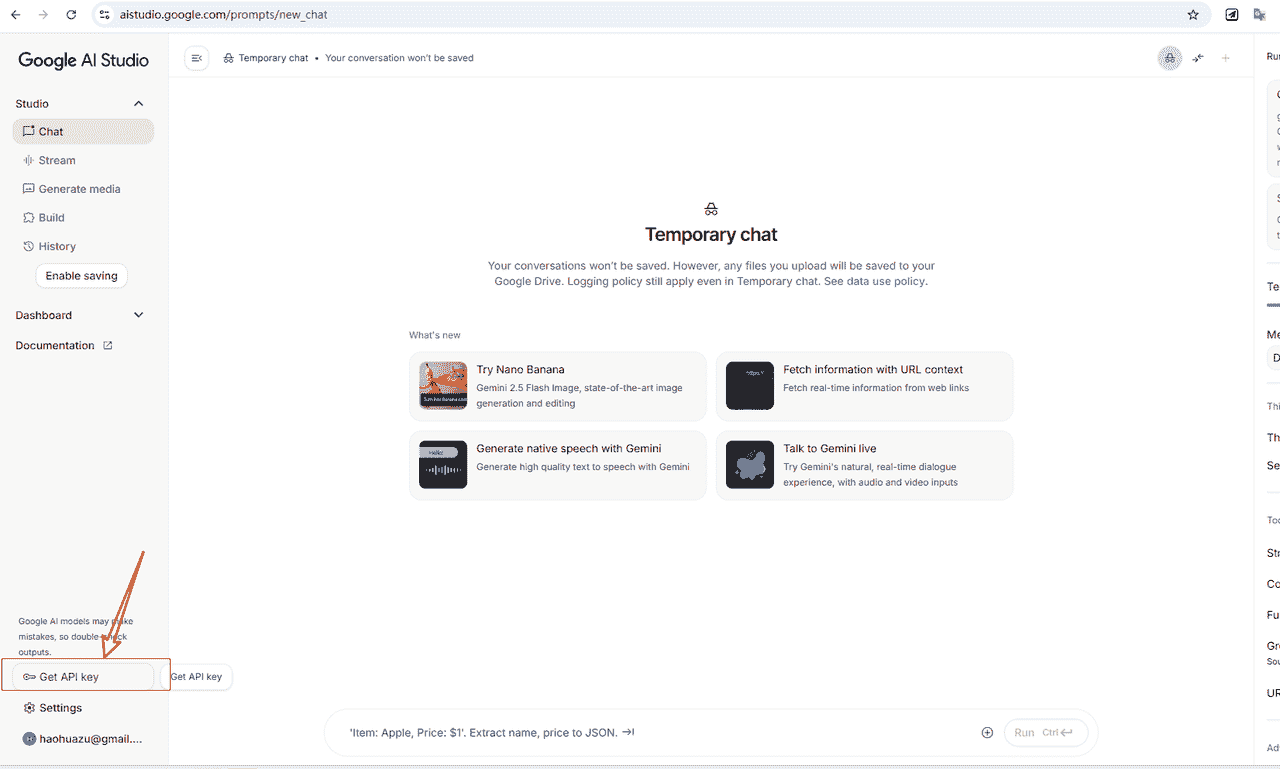 aistudio.google.com/prompts/new_chat
Google AI Studio
Temporary chat • Your conversation won't be saved
Studio
Chat
Stream
Generate media
Build
History
Enable saving
Dashboard
Documentation
Temporary chat
Your conversations won't be saved. However, any files you upload will be saved to your
Google Drive. Logging policy still apply even in Temporary chat. See data use policy.
What's new
Try Nano Banana
Gemini 2.5 Flash Image, state-of-the-art image
generation and editing
Fetch information with URL context
Fetch real-time information from web links
Generate native speech with Gemini
Generate high quality text to speech with Gemini
Talk to Gemini live
Try Gemini's natural, real-time dialogue
experience, with audio and video inputs
Google AI models may make
mistakes, so double-check
outputs.
Get API key
Get API key
Settings
haohuazu@gmail....
'Item: Apple, Price: $1'. Extract name, price to JSON.
Run Ctrl